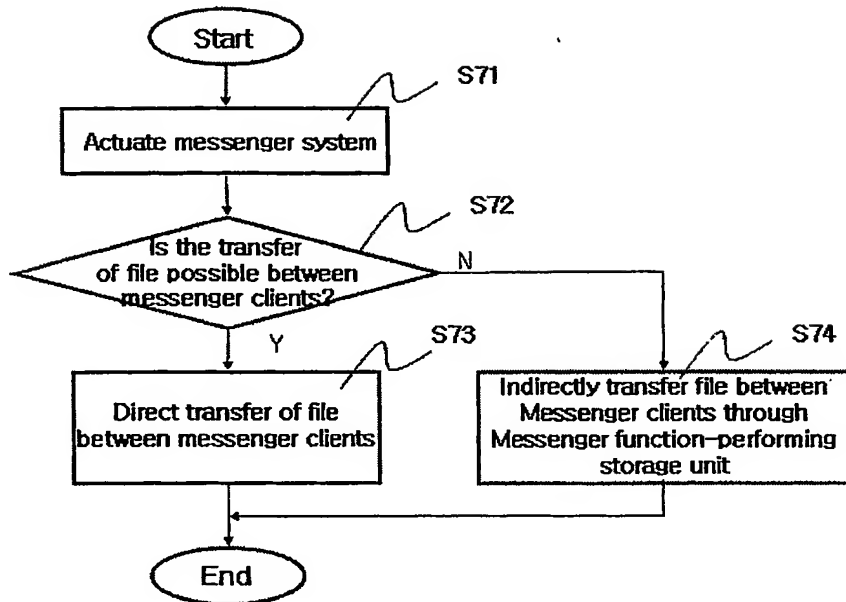 Start
S71
Actuate messenger system
S72
Is the transfer
of file possible between
messenger clients?
N
Y
S73
Direct transfer of file
between messenger clients
S74
Indirectly transfer file between
Messenger clients through
Messenger function-performing
storage unit
End